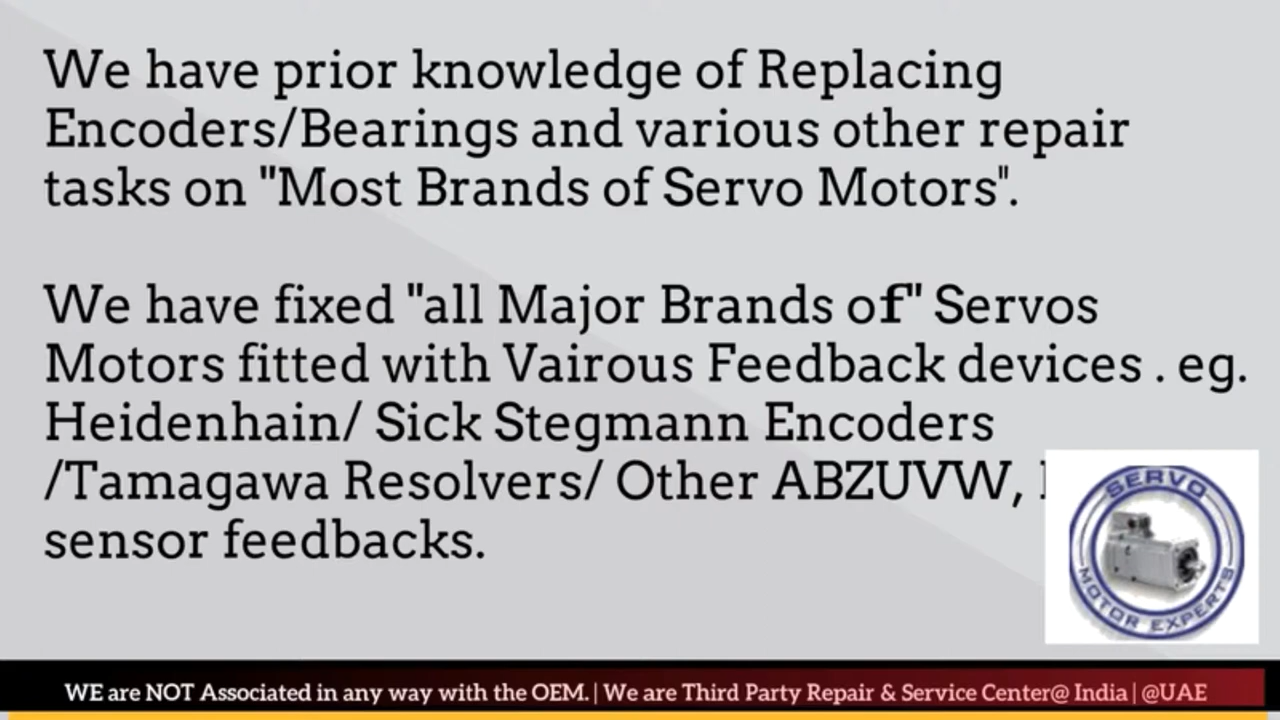 We have prior knowledge of Replacing
Encoders/Bearings and various other repair
tasks on "Most Brands of Servo Motors".
We have fixed "all Major Brands of" Servos
Motors fitted with Vairous Feedback devices . eg.
Heidenhain/ Sick Stegmann Encoders
/Tamagawa Resolvers/ Other ABZUVW,
sensor feedbacks.
SERVO
MOTOR EXPERTS
WE are NOT Associated in any way with the OEM. | We are Third Party Repair & Service Center@ India | @UAE